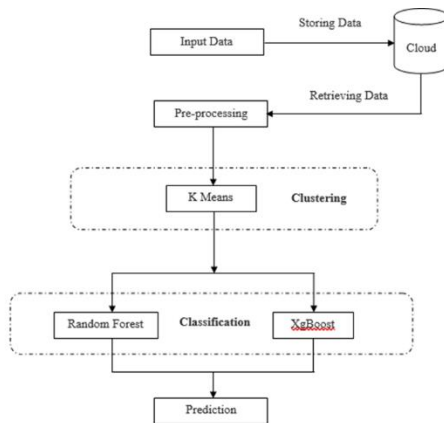 Storing Data
Input Data
Cloud
Retrieving Data
Pre-processing
K Means
Clustering
Random Forest
Classification
XgBoost
Prediction